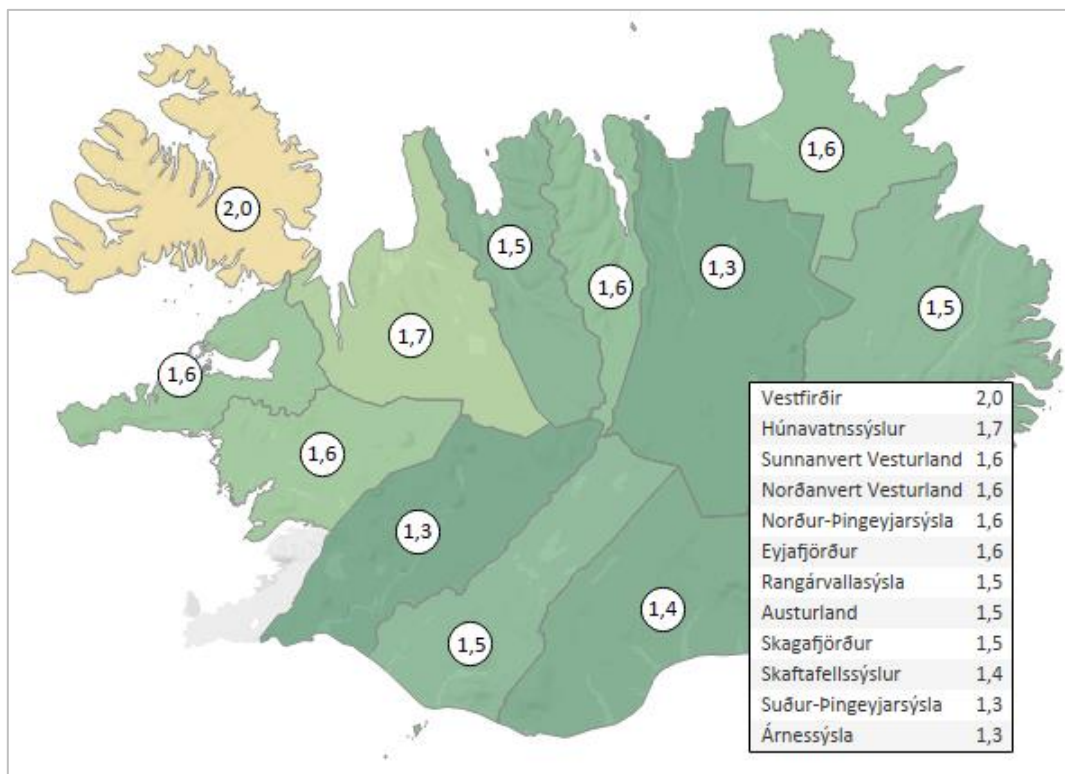 1,6
2,0
1,5
1,3
1,6
1,5
1,7
1,6
1,6
1,3
1,4
1,5
Vestfirðir 2,0
Húnavatnssýslur 1,7
Sunnanvert Vesturland 1,6
Norðanvert Vesturland 1,6
Norður-Þingeyjarsýsla 1,6
Eyjafjörður 1,6
Rangárvallasýsla 1,5
Austurland 1,5
Skagafjörður 1,5
Skaftafellssýslur 1,4
Suður-Þingeyjarsýsla 1,3
Árnessýsla 1,3